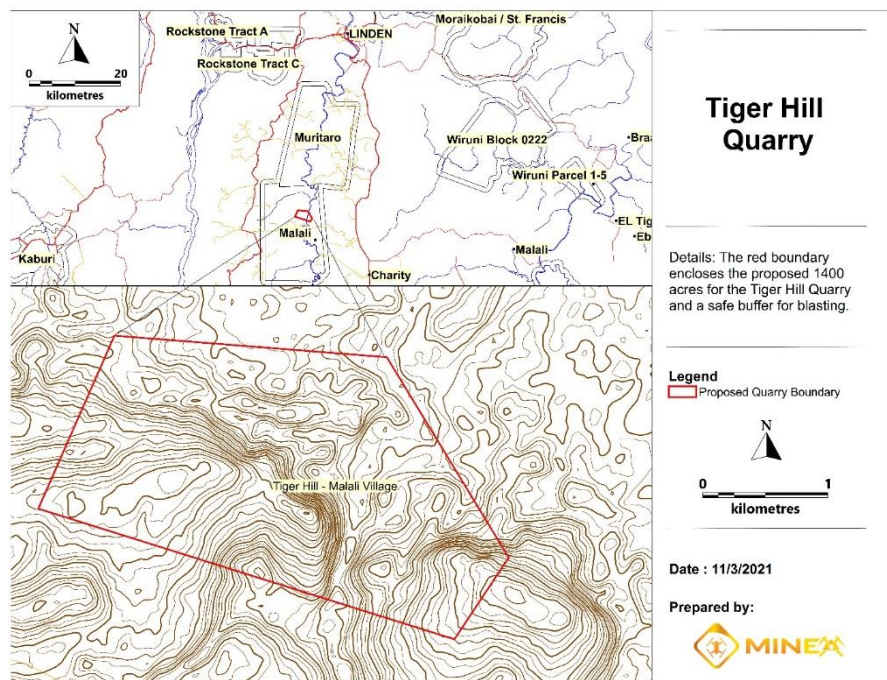 N
0 20
kilometres
Rockstone Tract A
LINDEN
Moraikobai / St. Francis
Rockstone Tract C
Muritaro
Wiruni Block 0222
Wiruni Parcel 1-5
Malali
Kaburi
Malali
Charity
Tiger Hill - Malali Village
Tiger Hill
Quarry
Details: The red boundary
encloses the proposed 1400
acres for the Tiger Hill Quarry
and a safe buffer for blasting.
Legend
Proposed Quarry Boundary
N
0 1
kilometres
Date : 11/3/2021
Prepared by:
MINEA